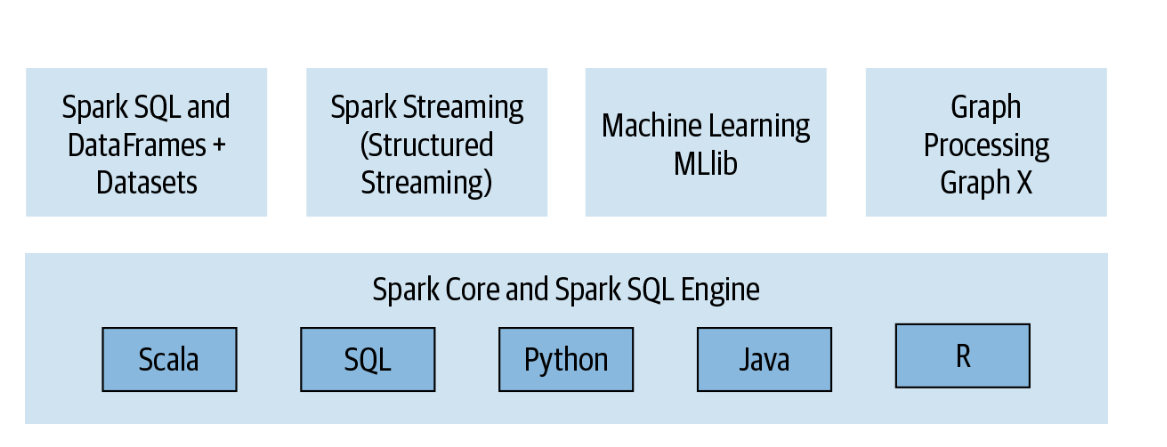 Spark SQL and
DataFrames +
Datasets
Spark Streaming
(Structured
Streaming)
Machine Learning
MLlib
Graph
Processing
Graph X
Spark Core and Spark SQL Engine
Scala
SQL
Python
Java
R